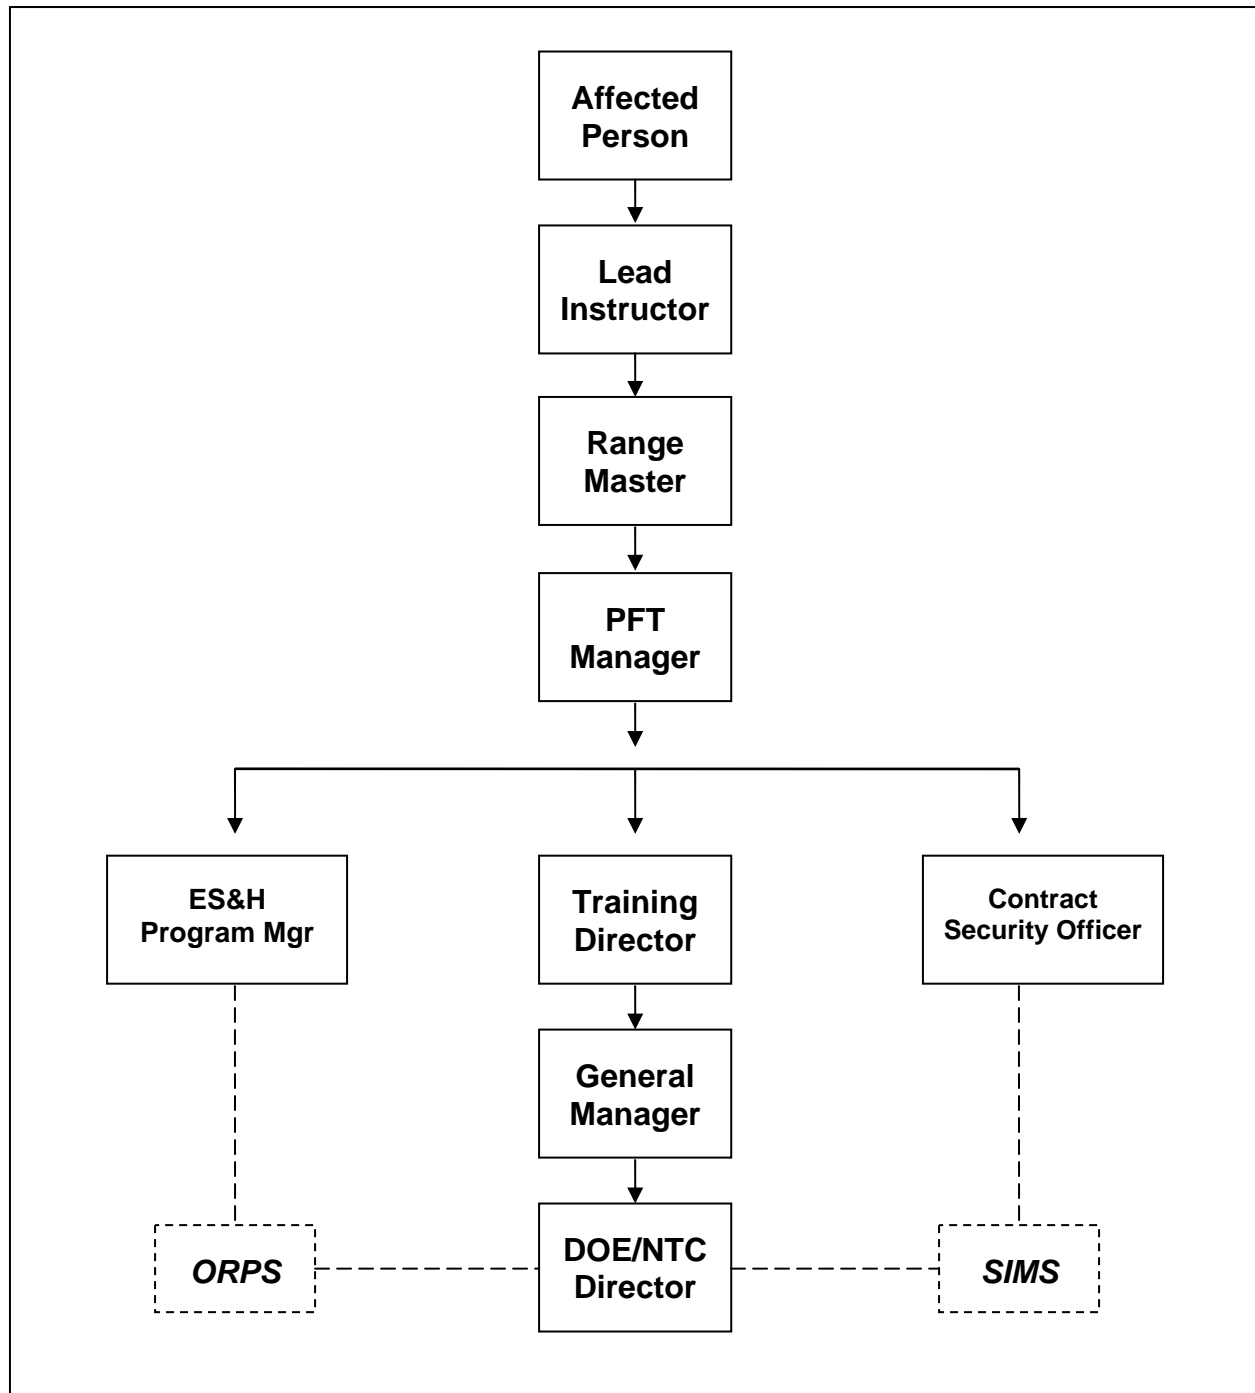 Affected
Person
Lead
Instructor
Range
Master
PFT
Manager
ES&H
Program Mgr
Training
Director
Contract
Security Officer
General
Manager
ORPS
DOE/NTC
Director
SIMS